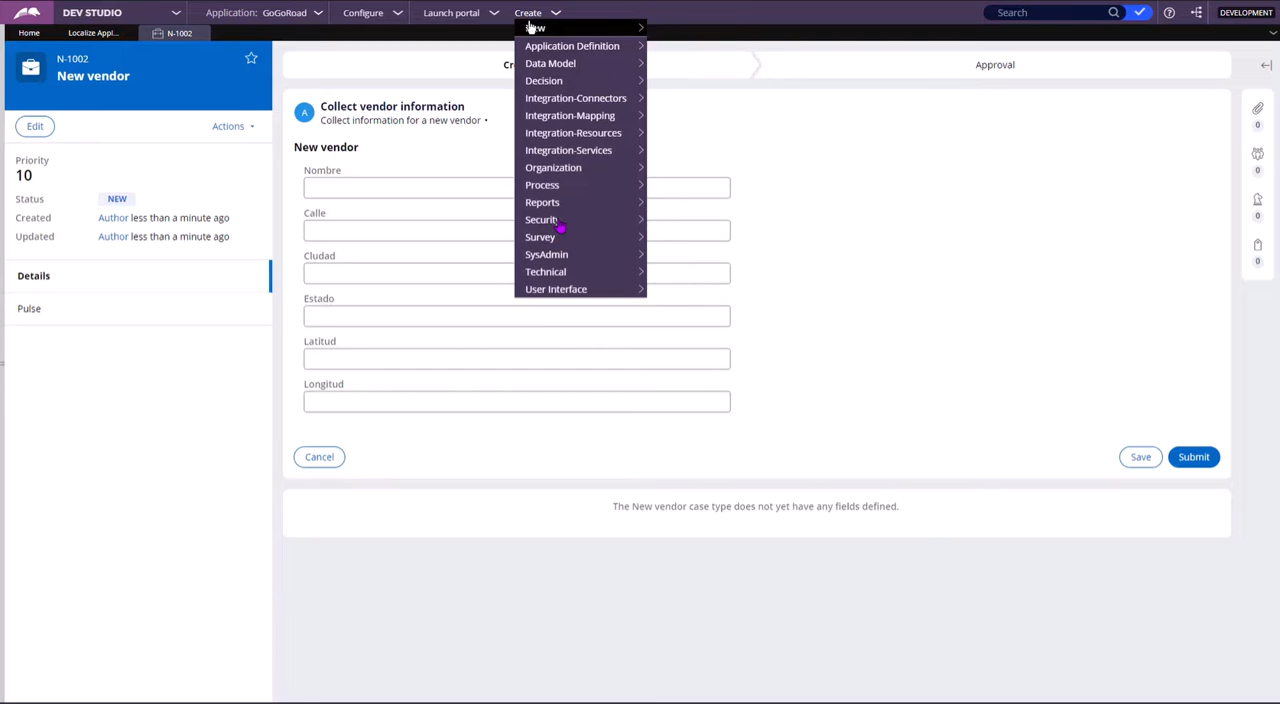 DEV STUDIO
Application: GoGoRoad
Configure
Launch portal
Create
Search
DEVELOPMENT
Home
Localize Appl...
N-1002
New
Application Definition
Data Model
Decision
Integration-Connectors
Integration-Mapping
Integration-Resources
Integration-Services
Organization
Process
Reports
Security
Survey
SysAdmin
Technical
User Interface
N-1002
New vendor
Edit
Actions
Priority
10
Status NEW
Created Author less than a minute ago
Updated Author less than a minute ago
Details
Pulse
Approval
A
Collect vendor information
Collect information for a new vendor •
New vendor
Nombre
Calle
CIudad
Estado
Latitud
Longitud
Cancel
Save
Submit
The New vendor case type does not yet have any fields defined.
0
0
0
0